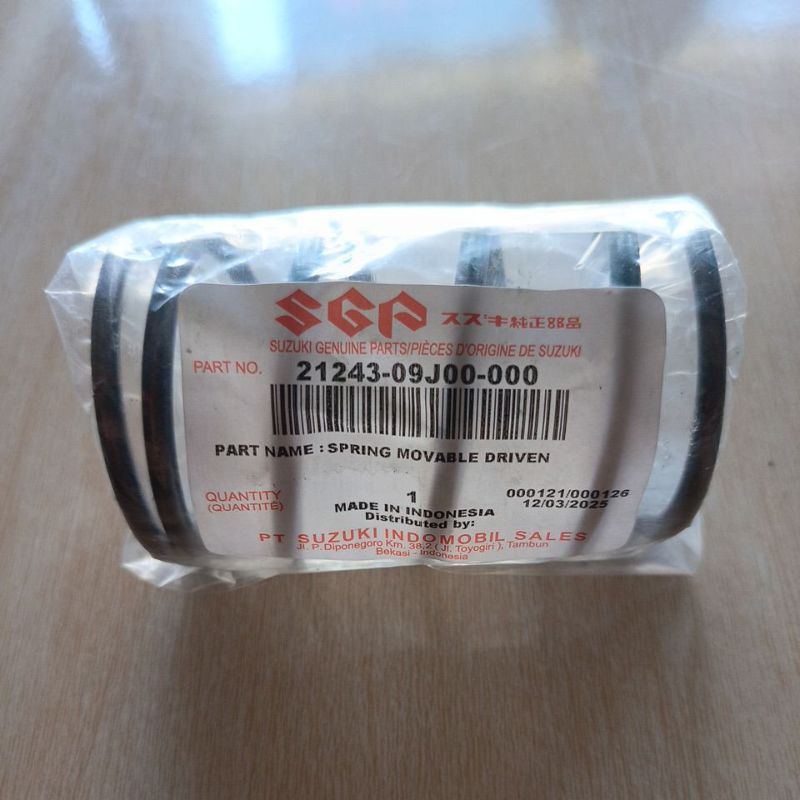 SGP スズキ純正部品
SUZUKI GENUINE PARTS/PIÈCES D'ORIGINE DE SUZUKI
PART NO. 21243-09J00-000
PART NAME : SPRING MOVABLE DRIVEN
QUANTITY 1 000121/000126
(QUANTITÉ) MADE IN INDONESIA 12/03/2025
Distributed by:
PT SUZUKI INDOMOBIL SALES
Jl. P. Diponegoro Km. 38,2 ( Jl. Toyogiri ), Tambun
Bekasi - Indonesia